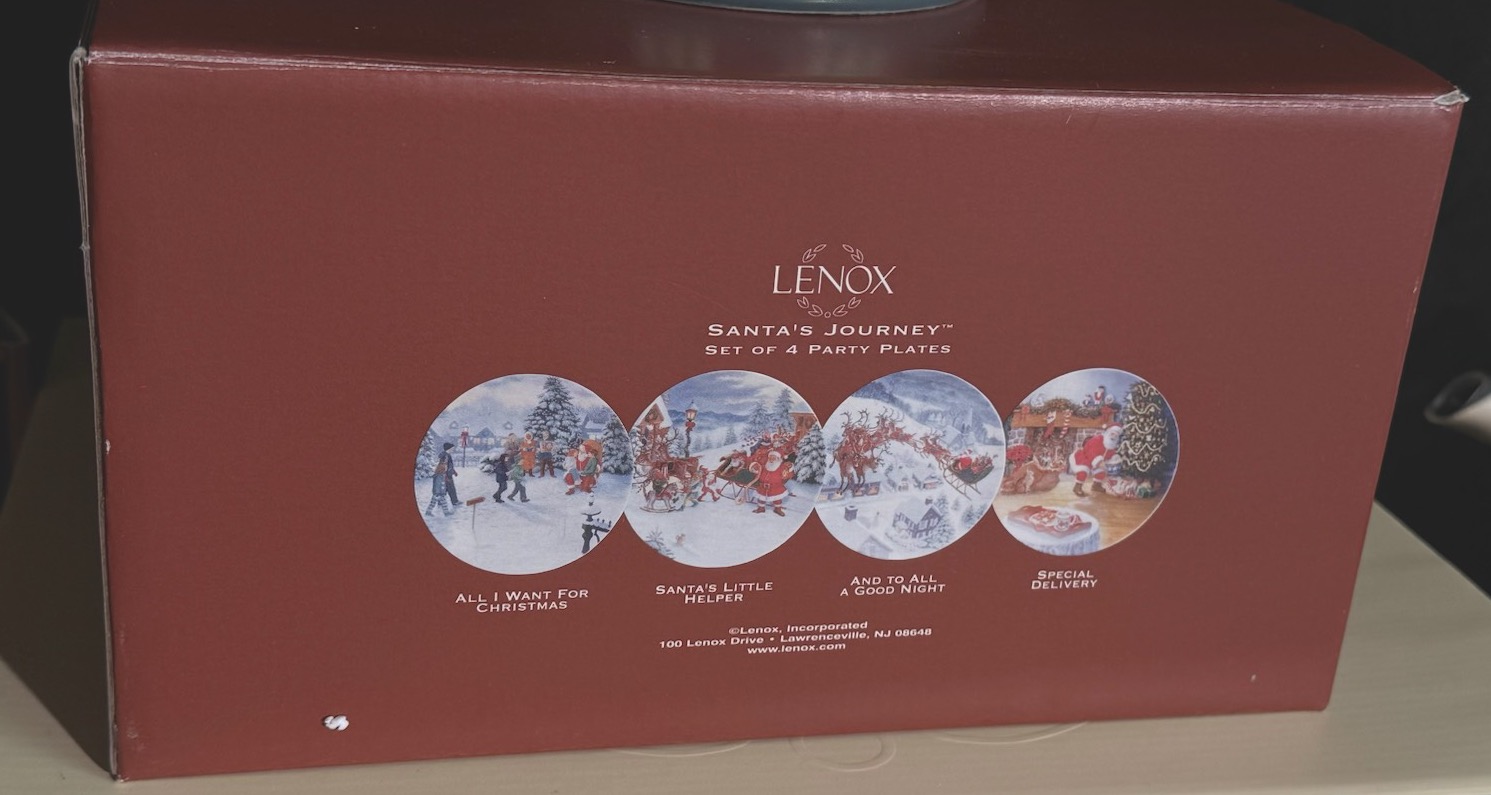 LENOX
SANTA'S JOURNEY™
SET OF 4 PARTY PLATES
ALL I WANT FOR
CHRISTMAS
SANTA'S LITTLE
HELPER
AND TO ALL
A GOOD NIGHT
SPECIAL
DELIVERY
©Lenox, Incorporated
100 Lenox Drive • Lawrenceville, NJ 08648
www.lenox.com